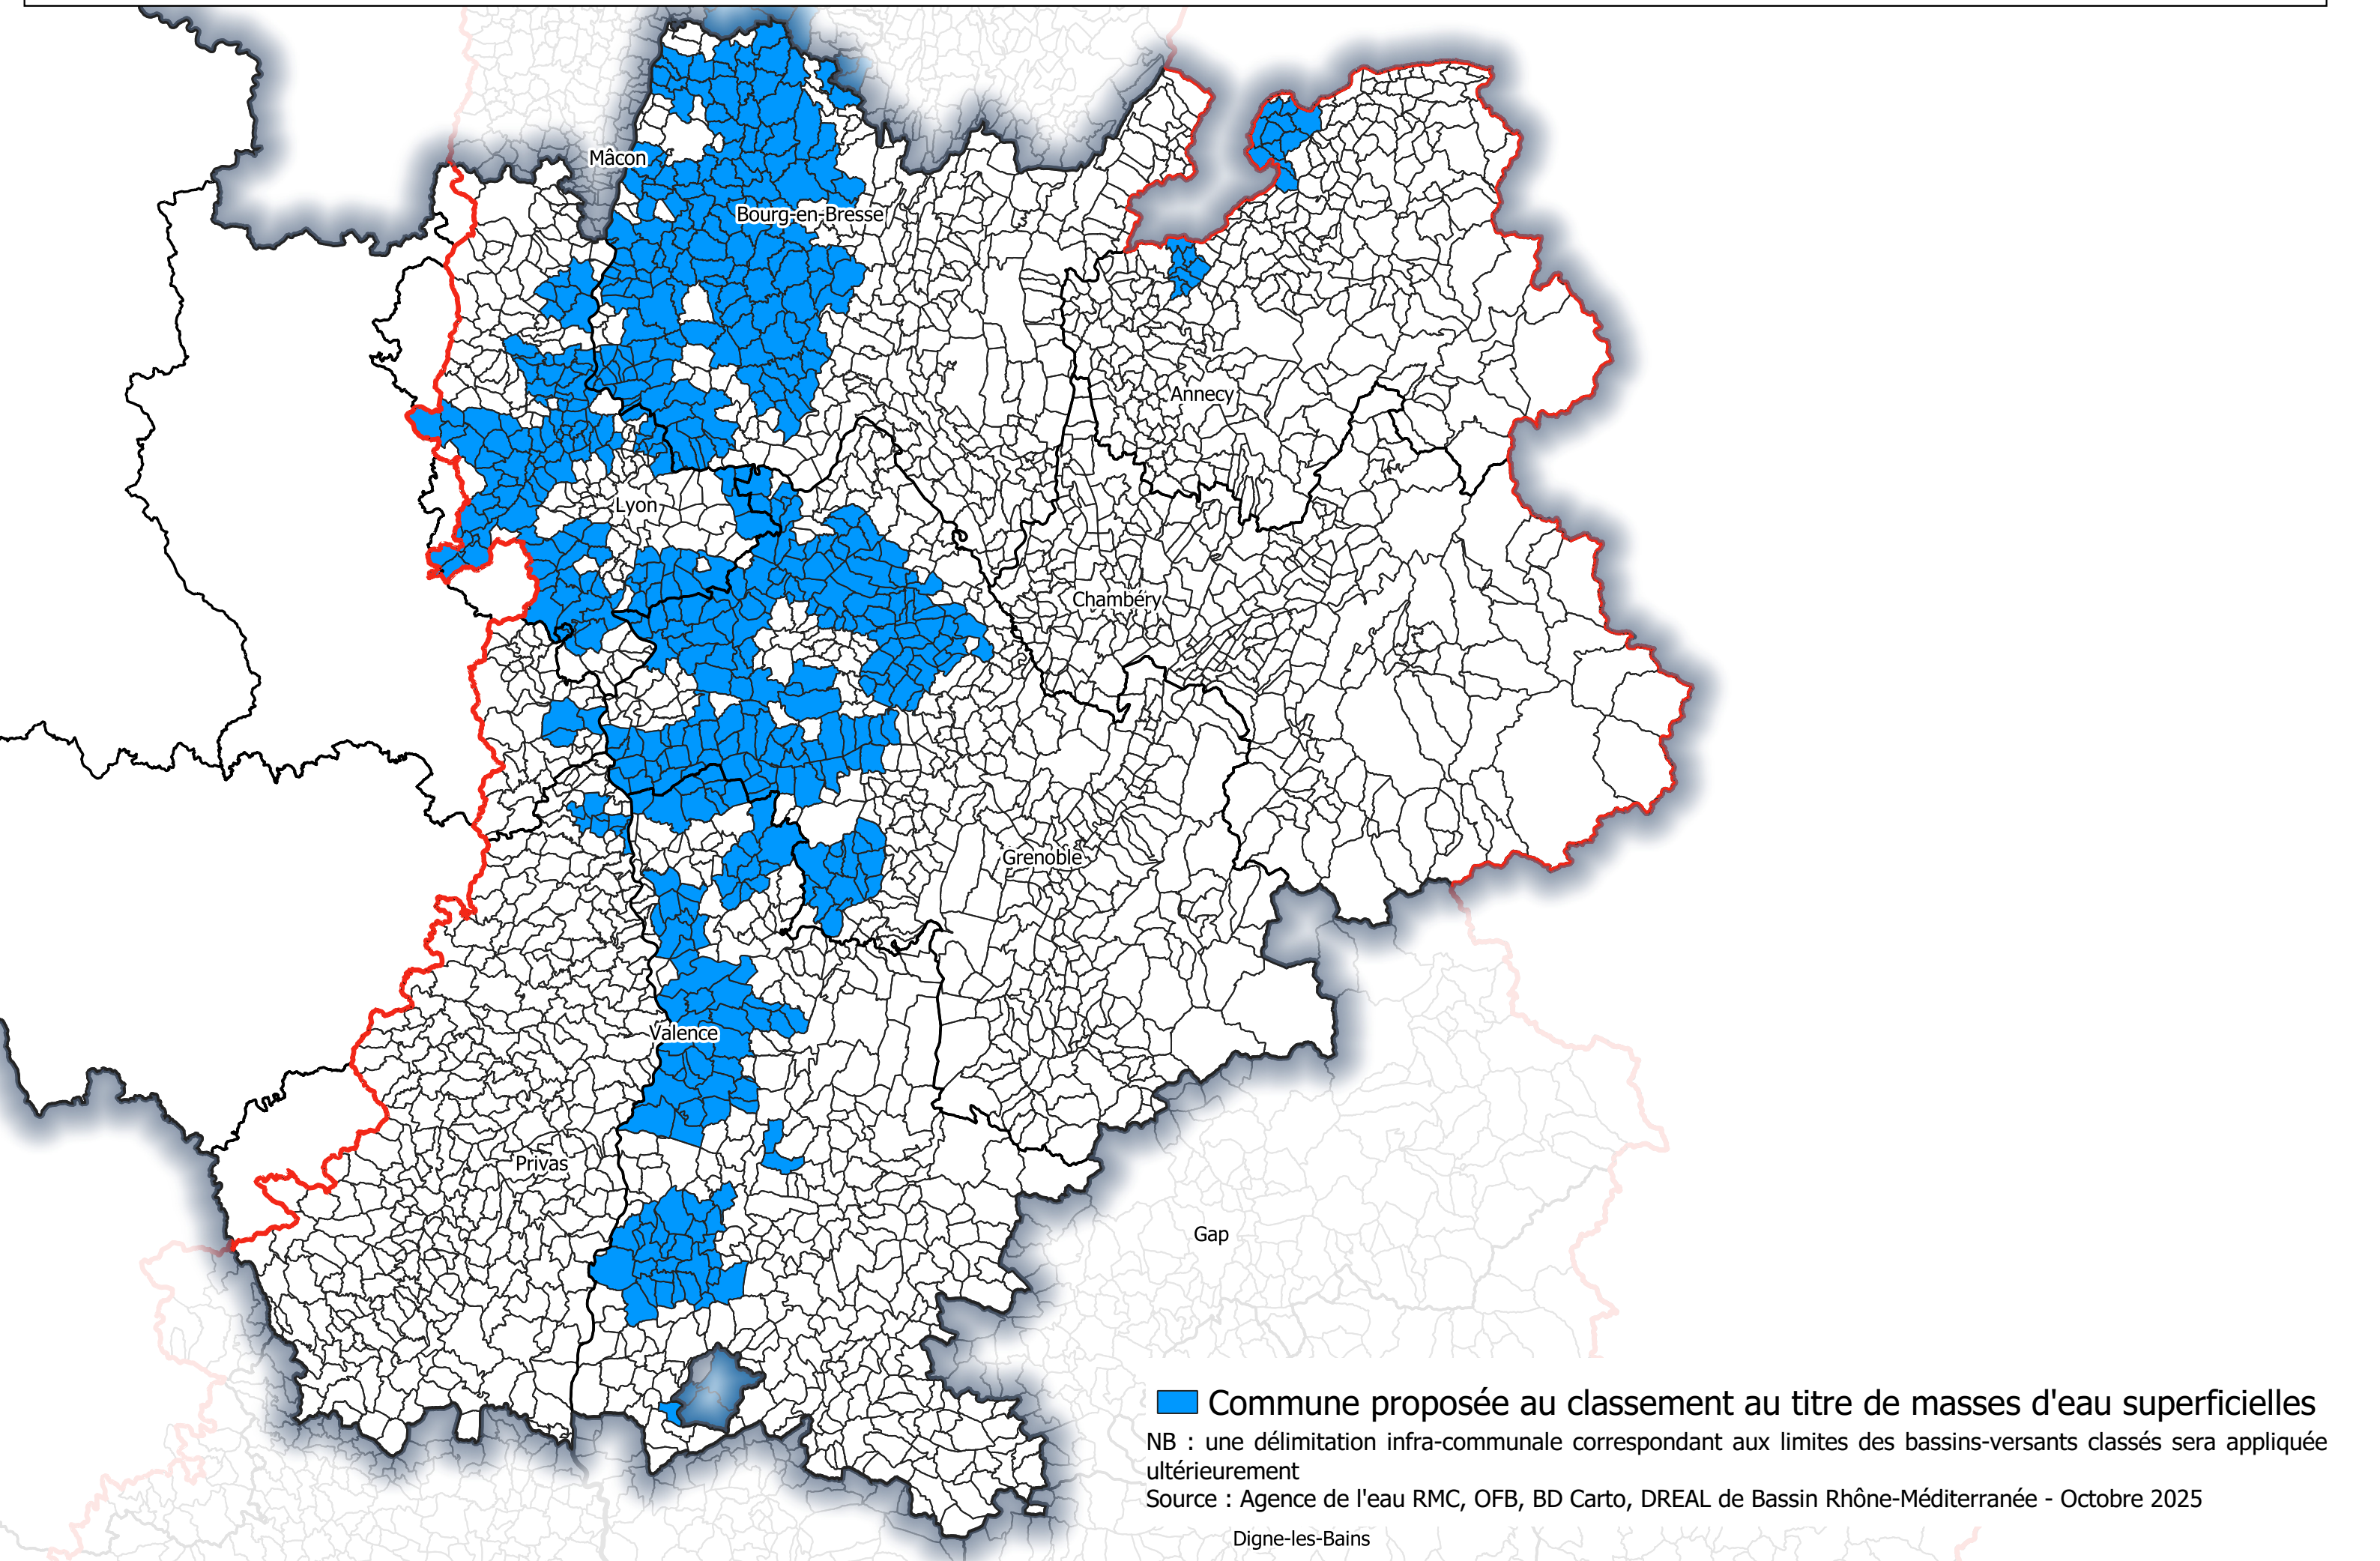 Mâcon
Bourg-en-Bresse
Annecy
Lyon
Chambéry
Grenoble
Valence
Privas
Gap
Commune proposée au classement au titre de masses d'eau superficielles
NB : une délimitation infra-communale correspondant aux limites des bassins-versants classés sera appliquée
ultérieurement
Source : Agence de l'eau RMC, OFB, BD Carto, DREAL de Bassin Rhône-Méditerranée - Octobre 2025
Digne-les-Bains